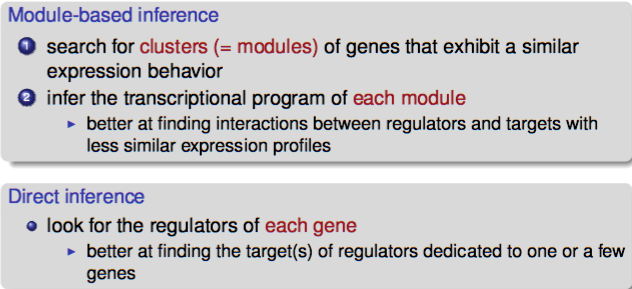 Module-based inference
1 search for clusters (= modules) of genes that exhibit a similar
expression behavior
2 infer the transcriptional program of each module
► better at finding interactions between regulators and targets with
less similar expression profiles
Direct inference
look for the regulators of each gene
► better at finding the target(s) of regulators dedicated to one or a few
genes